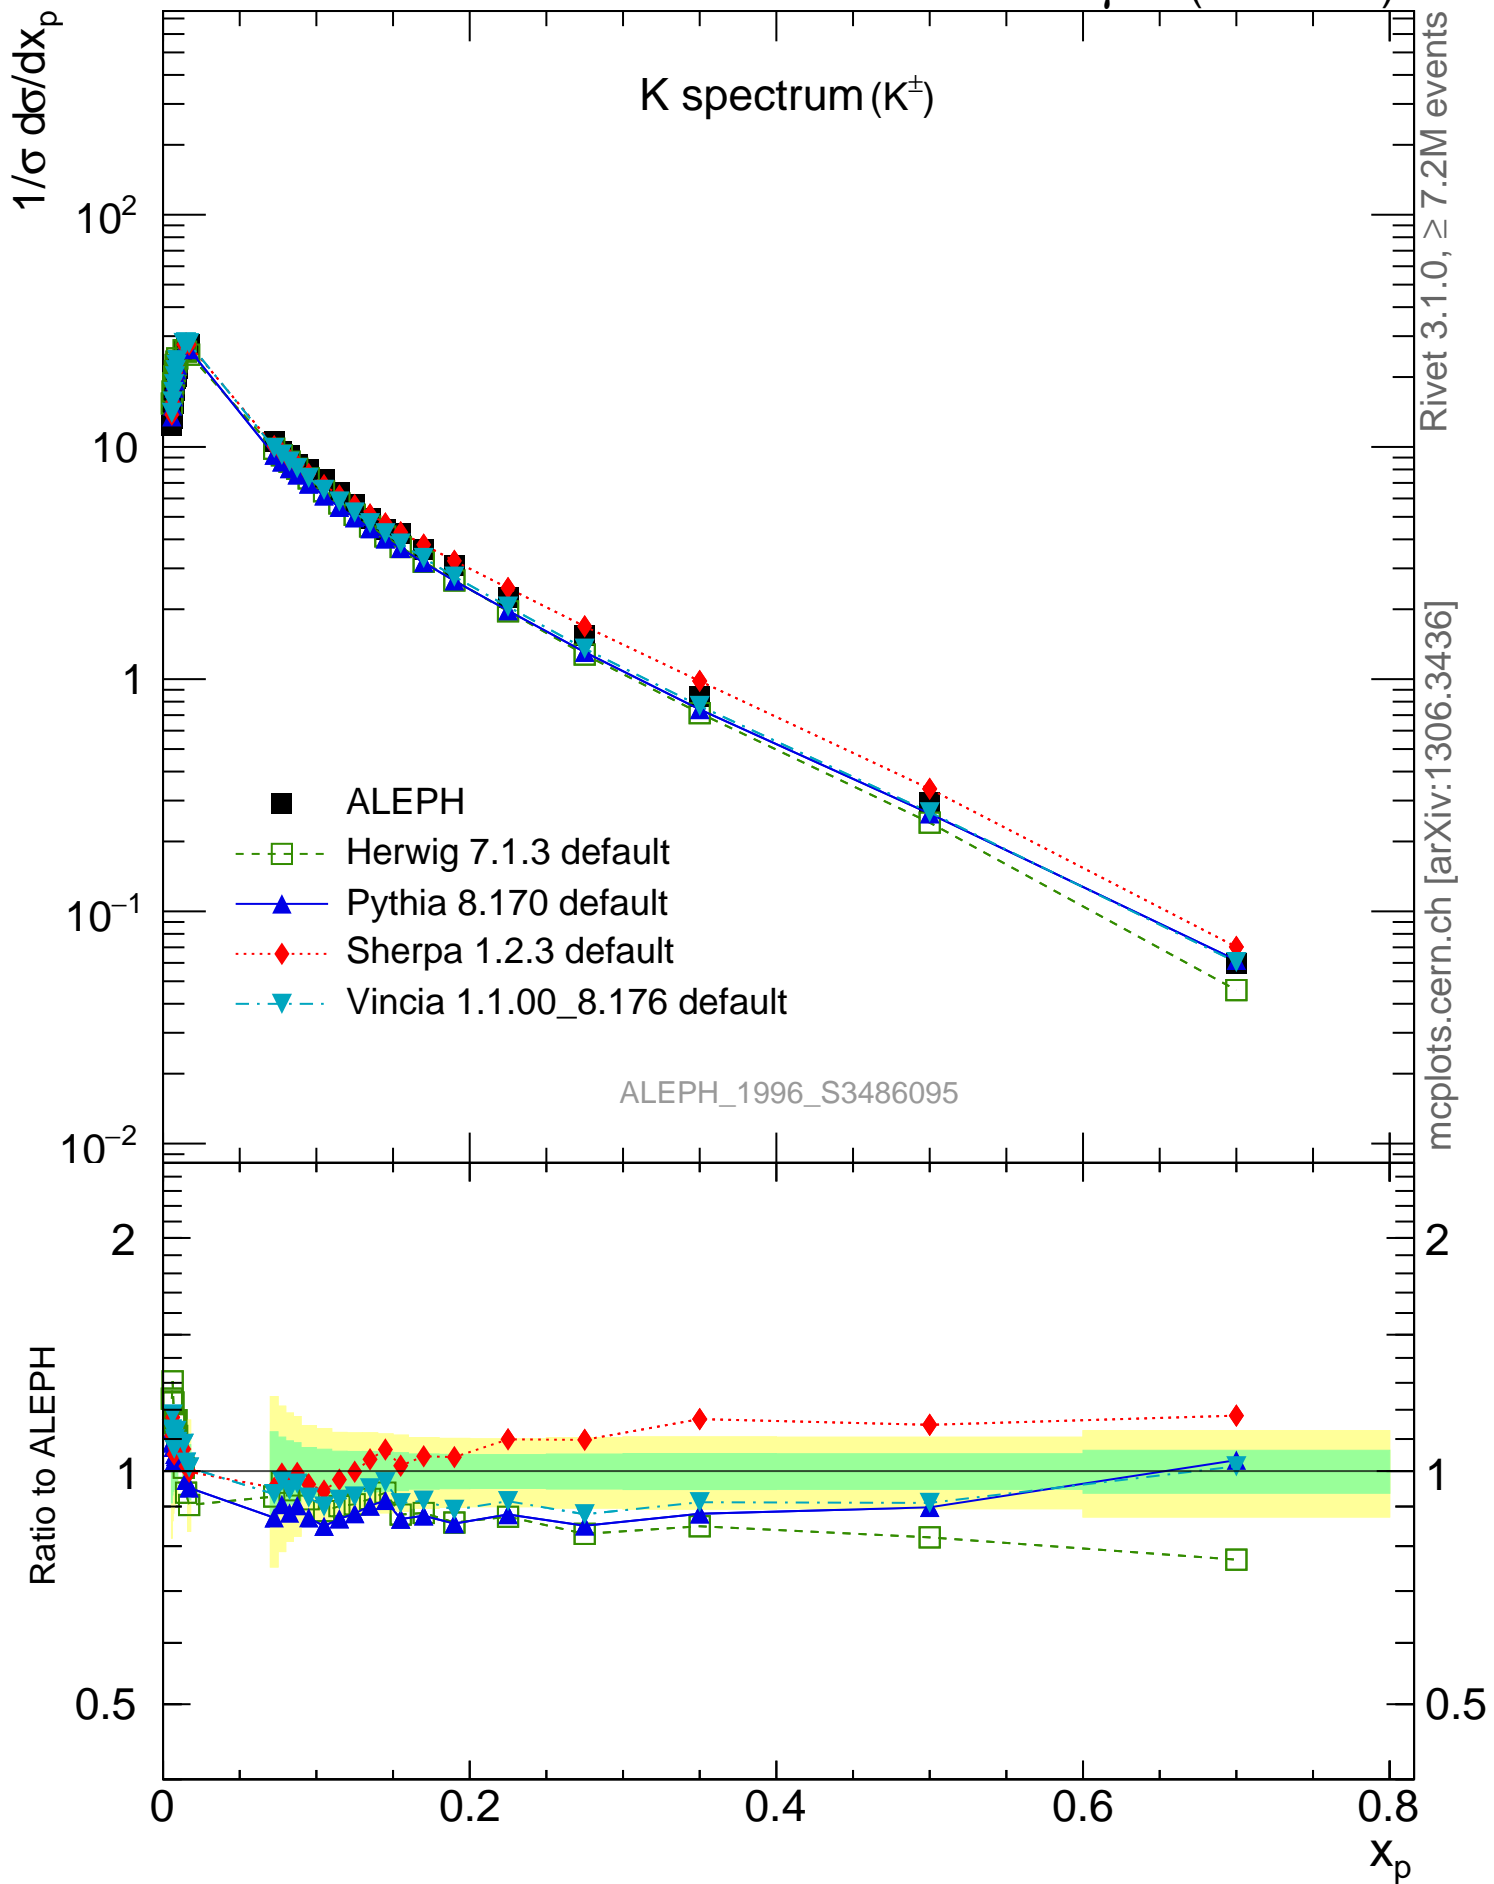 1/σ dσ/dx_p
K spectrum (K^±)
10^2
10
1
10^−1
10^−2
ALEPH
Herwig 7.1.3 default
Pythia 8.170 default
Sherpa 1.2.3 default
Vincia 1.1.00_8.176 default
ALEPH_1996_S3486095
Rivet 3.1.0, ≥ 7.2M events
mcplots.cern.ch [arXiv:1306.3436]
Ratio to ALEPH
2
1
0.5
2
1
0.5
0
0.2
0.4
0.6
0.8
x_p